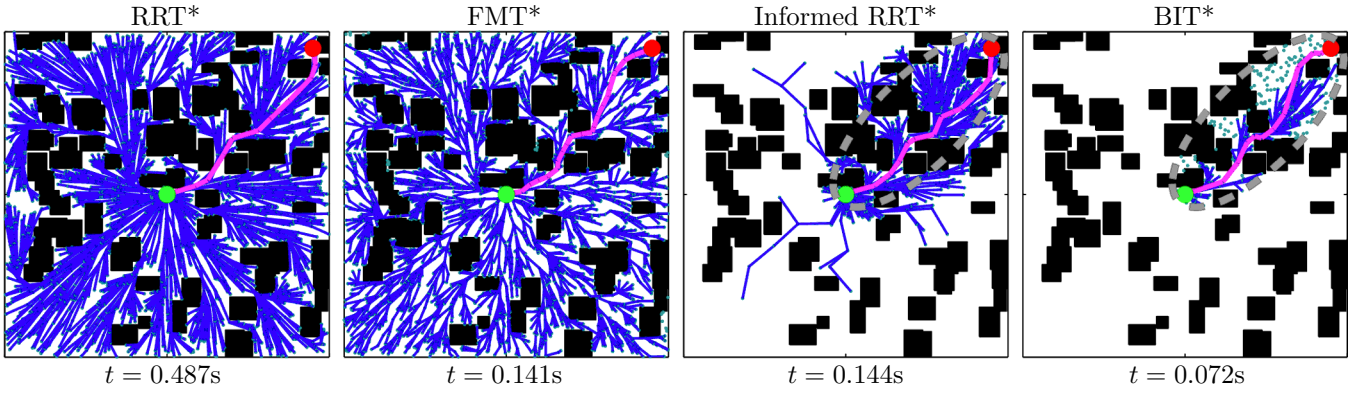 RRT* FMT* Informed RRT* BIT*
t = 0.487s t = 0.141s t = 0.144s t = 0.072s